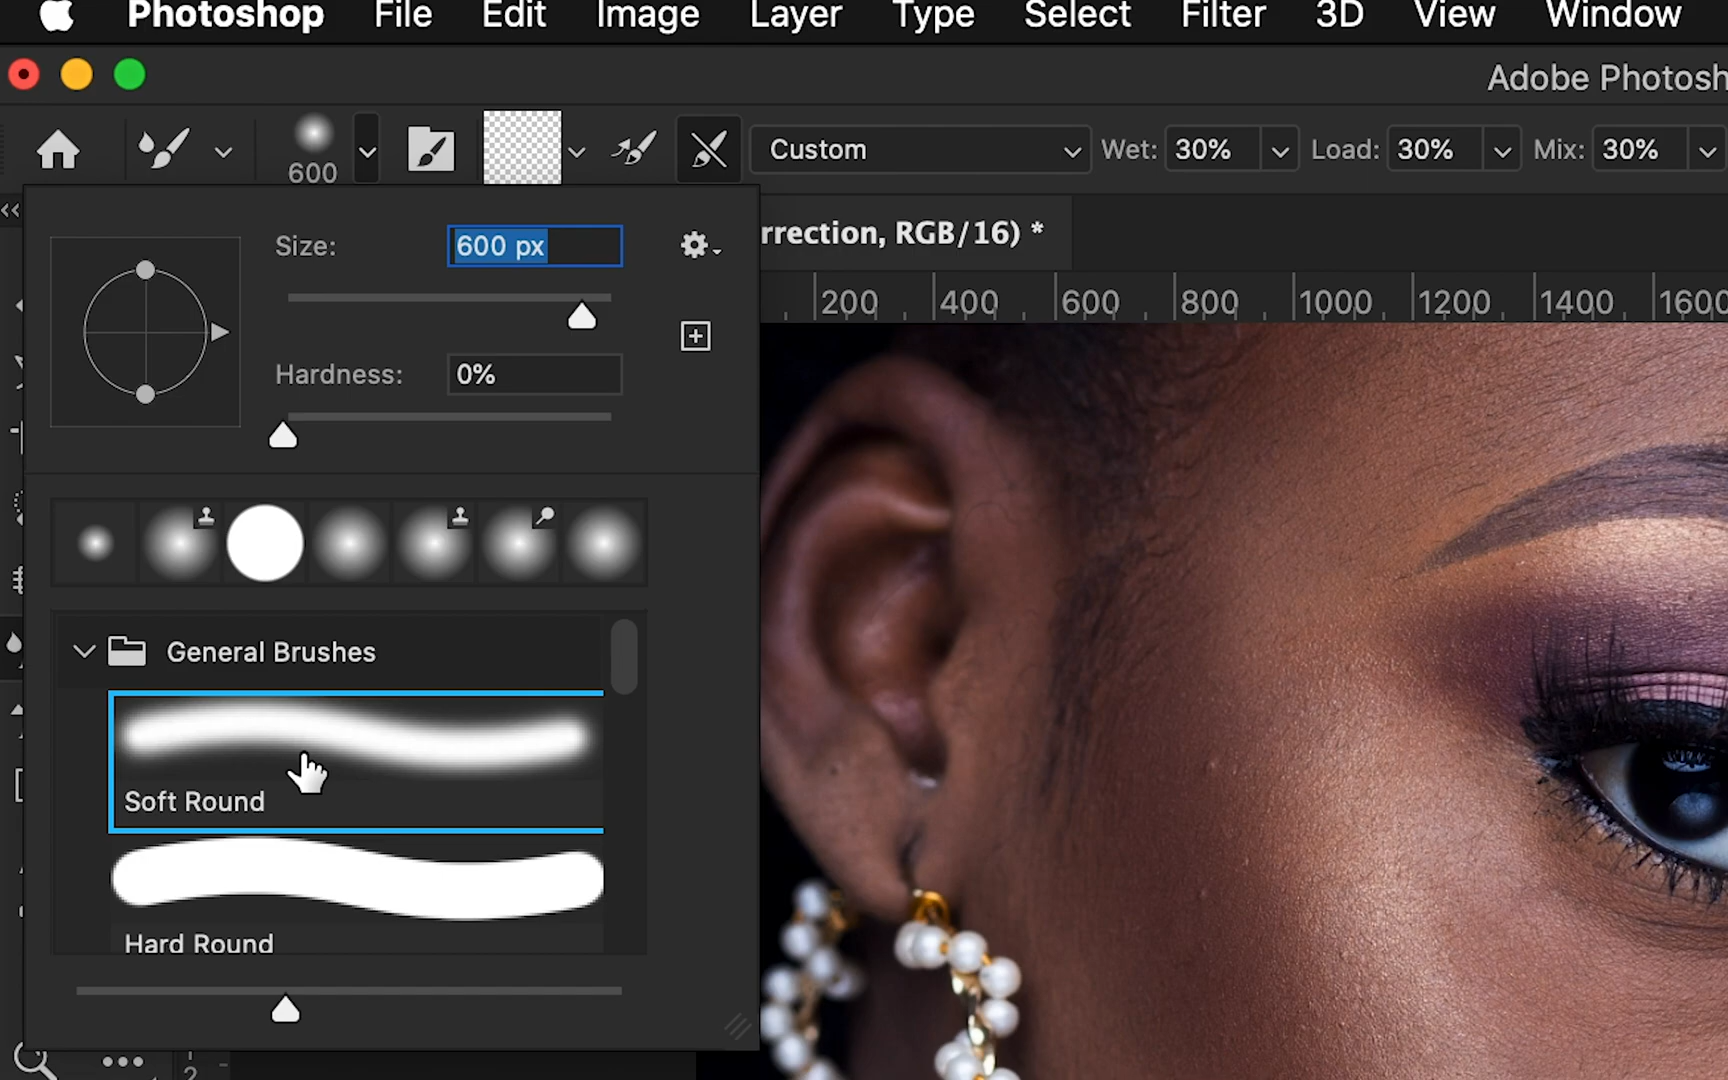 Photoshop File Edit Image Layer Type Select Filter 3D View Window
Adobe Photosh
600 Custom Wet: 30% Load: 30% Mix: 30%
Size: 600 px
rrection, RGB/16) *
200 400 600 800 1000 1200 1400 1600
Hardness: 0%
General Brushes
Soft Round
Hard Round
2